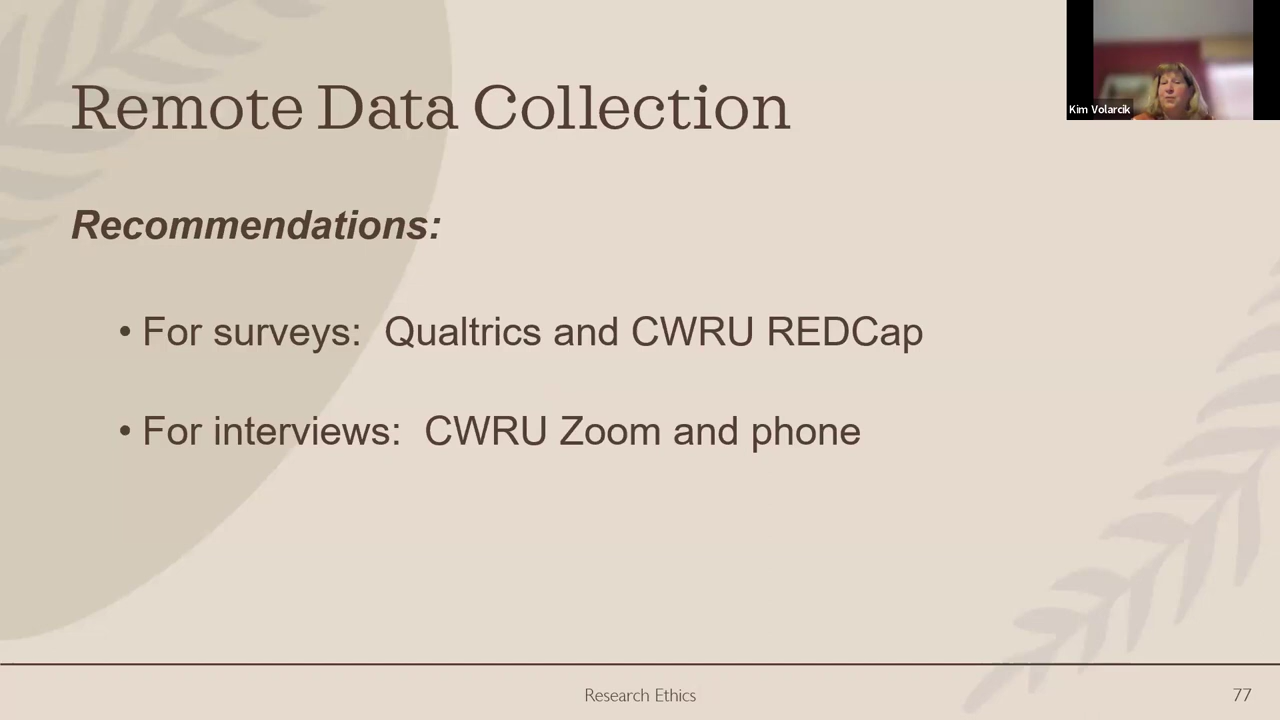 Remote Data Collection
Kim Volarcik
Recommendations:
• For surveys: Qualtrics and CWRU REDCap
• For interviews: CWRU Zoom and phone
Research Ethics
77